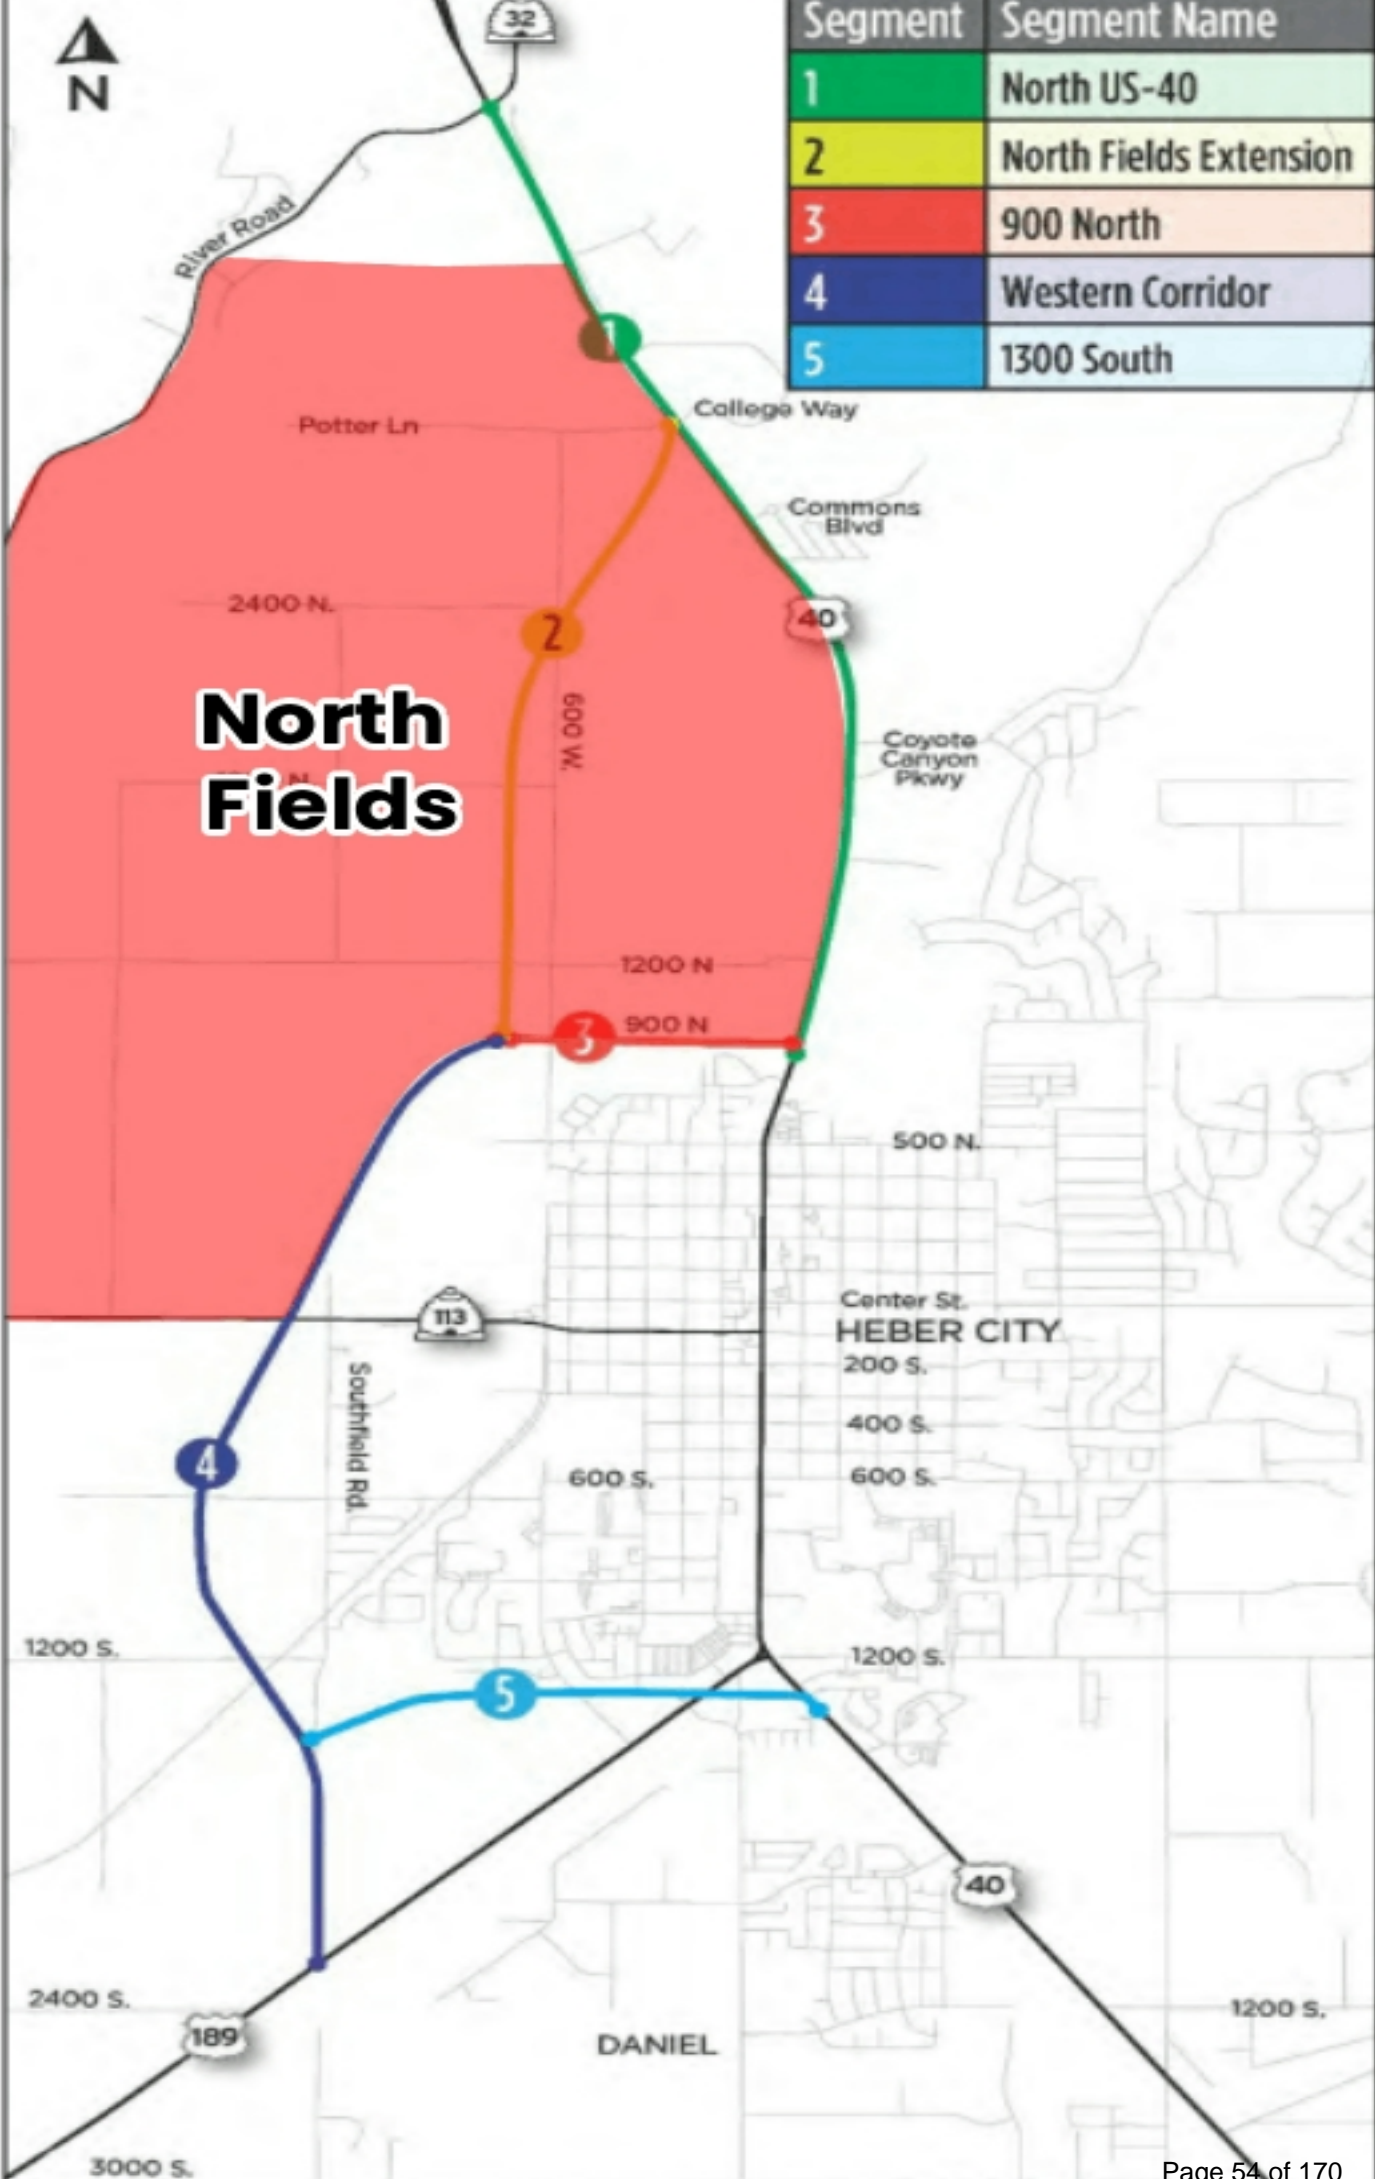 32
N
Segment Segment Name
1 North US-40
2 North Fields Extension
3 900 North
4 Western Corridor
5 1300 South
River Road
1
College Way
Potter Ln
Commons
Blvd
2400 N.
40
2
600 W.
North
Fields
N
Coyote
Canyon
Pkwy
1200 N
900 N
3
500 N.
113
Center St.
HEBER CITY
200 S.
Southfield Rd.
400 S.
4
600 S.
600 S.
1200 S.
1200 S.
5
40
2400 S.
1200 S.
189
DANIEL
3000 S.
Page 54 of 170